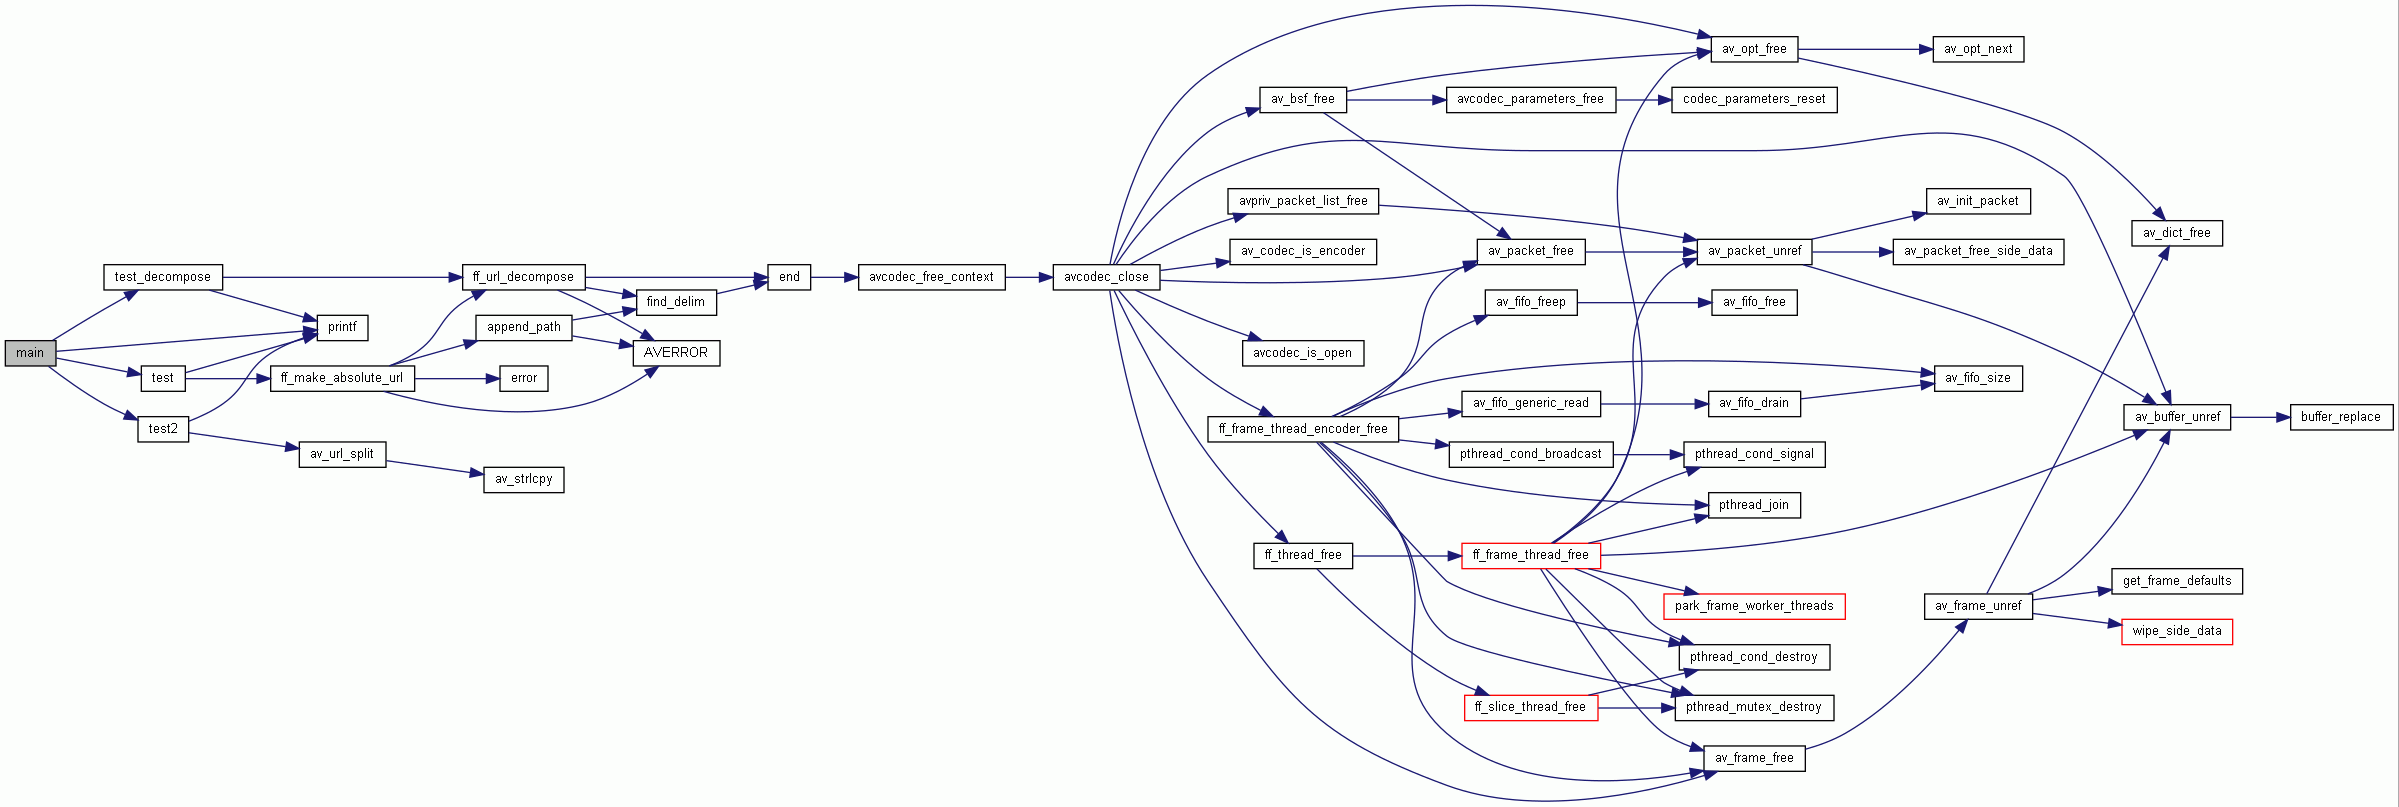 main
test_decompose
printf
test
test2
ff_url_decompose
append_path
ff_make_absolute_url
error
av_url_split
av_strlcpy
find_delim
AVERROR
end
avcodec_free_context
avcodec_close
av_bsf_free
avpriv_packet_list_free
av_codec_is_encoder
avcodec_is_open
ff_frame_thread_encoder_free
ff_thread_free
avcodec_parameters_free
av_packet_free
av_fifo_freep
av_fifo_generic_read
pthread_cond_broadcast
ff_frame_thread_free
ff_slice_thread_free
av_opt_free
codec_parameters_reset
av_packet_unref
av_fifo_free
av_fifo_drain
pthread_cond_signal
pthread_join
park_frame_worker_threads
pthread_cond_destroy
pthread_mutex_destroy
av_frame_free
av_opt_next
av_init_packet
av_packet_free_side_data
av_fifo_size
av_frame_unref
av_dict_free
av_buffer_unref
get_frame_defaults
wipe_side_data
buffer_replace